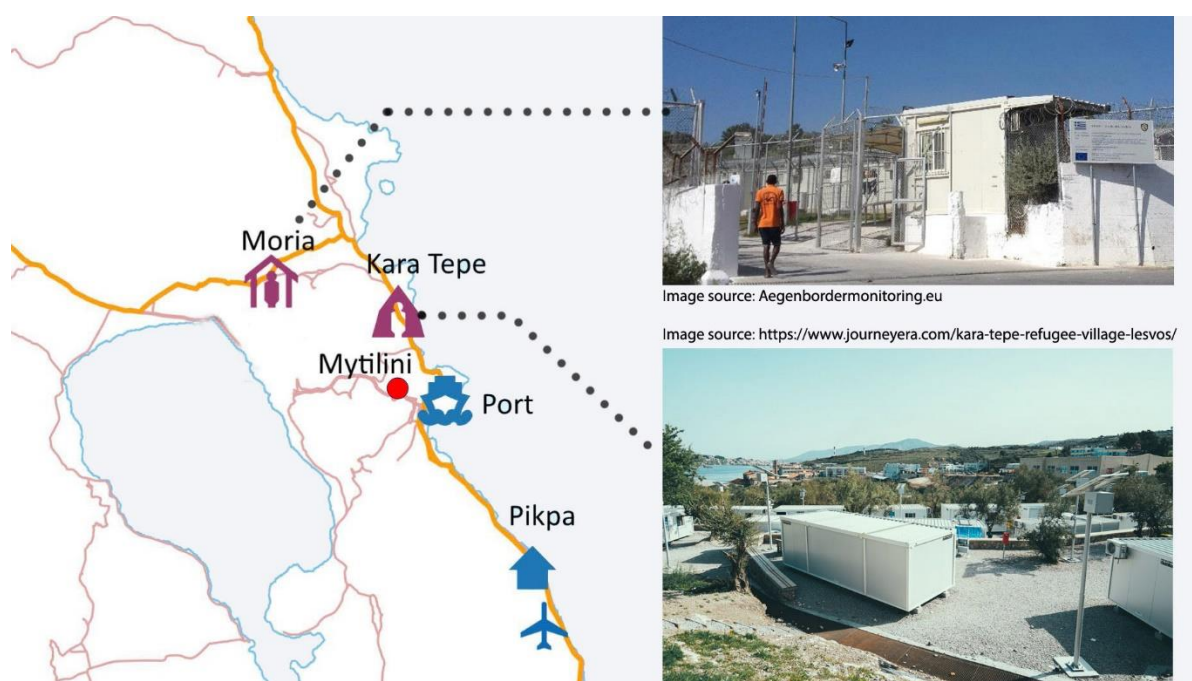 Moria
Kara Tepe
Mytilini
Port
Pikpa
Image source: Aegenbordermonitoring.eu
Image source: https://www.journeyera.com/kara-tepe-refugee-village-lesvos/